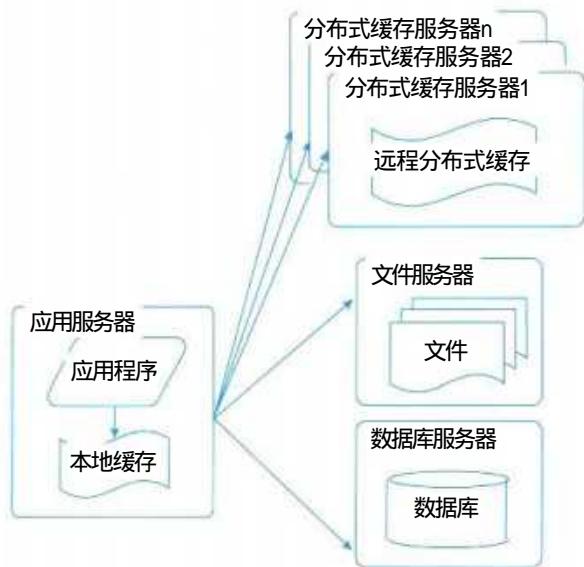 分布式缓存服务器n
分布式缓存服务器2
分布式缓存服务器1
远程分布式缓存
文件服务器
文件
应用服务器
应用程序
本地缓存
数据库服务器
数据库